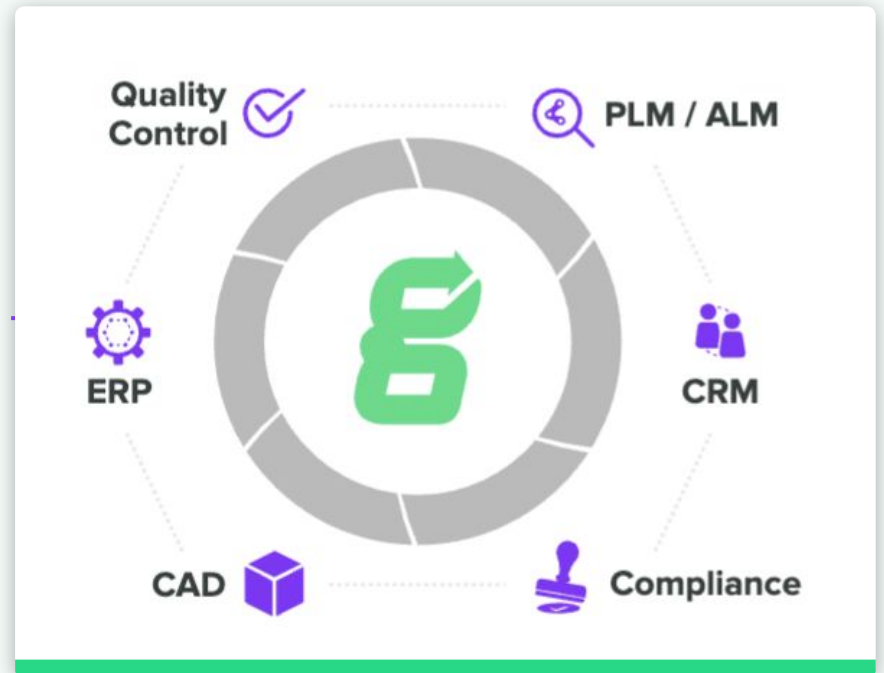 Quality
Control
PLM / ALM
ERP
CRM
CAD
Compliance